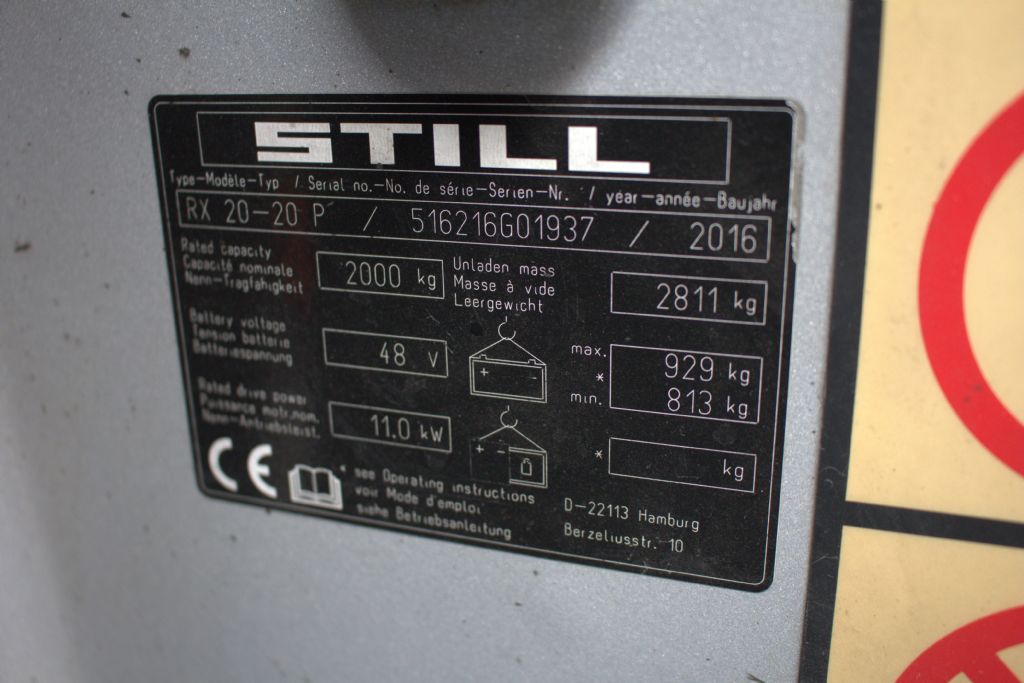 STILL
Type-Modèle-Typ / Serial no.-No. de série-Serien-Nr. / year-année-Baujahr
RX 20-20 P / 516216G01937 / 2016
Rated capacity
Capacité nominale
Nenn-Tragfähigkeit
2000 kg
Unladen mass
Masse à vide
Leergewicht
2811 kg
Battery voltage
Tension batterie
Batteriespannung
48 V
max. 929 kg
*
min. 813 kg
Rated drive power
Puissance motr.nom.
Nenn-Antriebsleist.
11.0 kW
+ -
+ -
* kg
CE
* see Operating instructions
voir Mode d'emploi
siehe Betriebsanleitung
D-22113 Hamburg
Berzeliusstr. 10